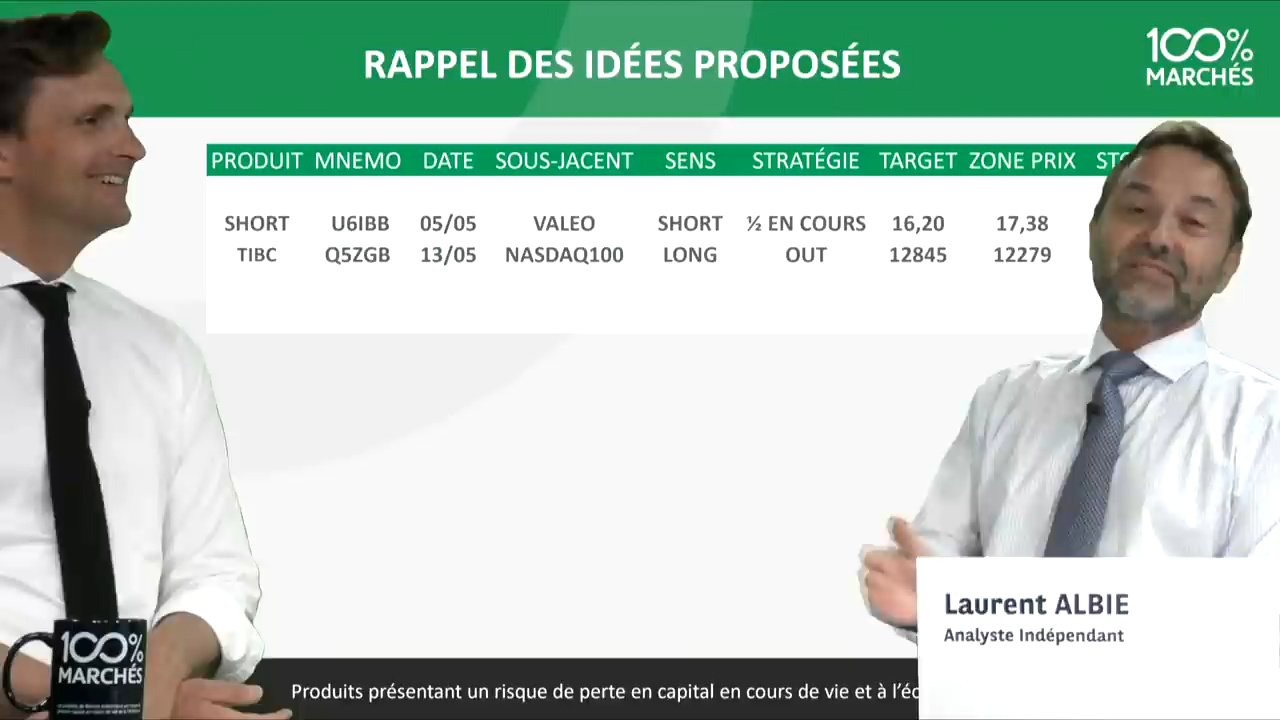 RAPPEL DES IDÉES PROPOSÉES
100%
MARCHÉS
PRODUIT MNEMO DATE SOUS-JACENT SENS STRATÉGIE TARGET ZONE PRIX
SHORT U6IBB 05/05 VALEO SHORT ½ EN COURS 16,20 17,38
TIBC Q5ZGB 13/05 NASDAQ100 LONG OUT 12845 12279
Laurent ALBIE
Analyste Indépendant
100%
MARCHÉS
Produits présentant un risque de perte en capital en cours de vie et à l'éc